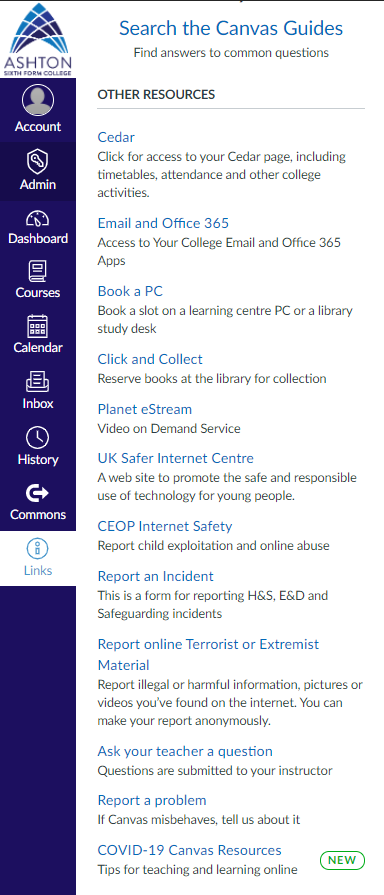 ASHTON
SIXTH FORM COLLEGE
Account
Admin
Dashboard
Courses
Calendar
Inbox
History
Commons
Links
Search the Canvas Guides
Find answers to common questions
OTHER RESOURCES
Cedar
Click for access to your Cedar page, including
timetables, attendance and other college
activities.
Email and Office 365
Access to Your College Email and Office 365
Apps
Book a PC
Book a slot on a learning centre PC or a library
study desk
Click and Collect
Reserve books at the library for collection
Planet eStream
Video on Demand Service
UK Safer Internet Centre
A web site to promote the safe and responsible
use of technology for young people.
CEOP Internet Safety
Report child exploitation and online abuse
Report an Incident
This is a form for reporting H&S, E&D and
Safeguarding incidents
Report online Terrorist or Extremist
Material
Report illegal or harmful information, pictures or
videos you've found on the internet. You can
make your report anonymously.
Ask your teacher a question
Questions are submitted to your instructor
Report a problem
If Canvas misbehaves, tell us about it
COVID-19 Canvas Resources
Tips for teaching and learning online
NEW